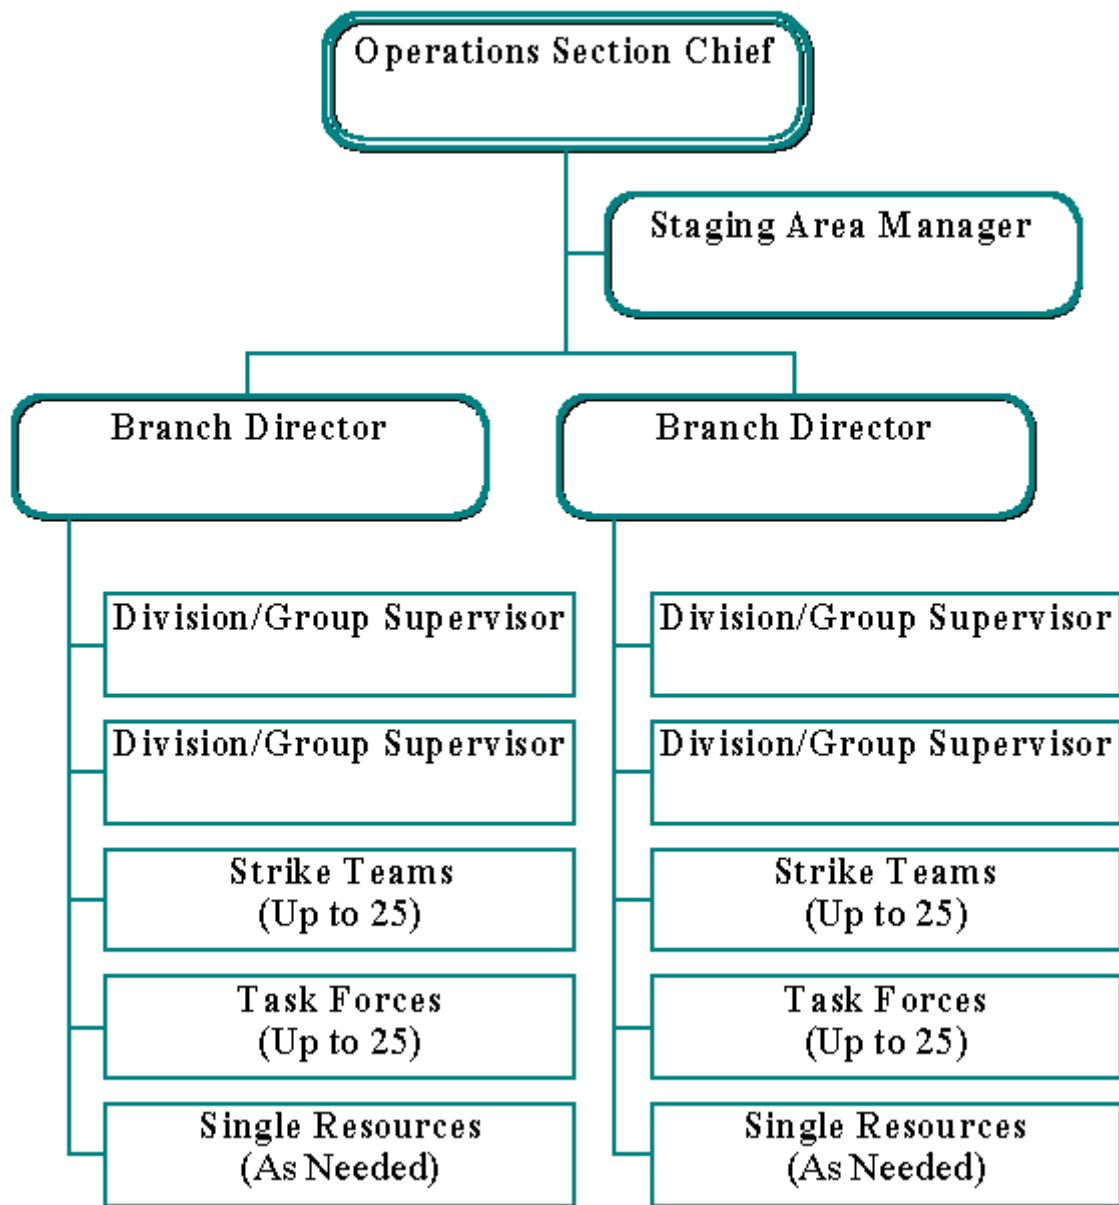 Operations Section Chief
Staging Area Manager
Branch Director
Branch Director
Division/Group Supervisor
Division/Group Supervisor
Strike Teams
(Up to 25)
Task Forces
(Up to 25)
Single Resources
(As Needed)
Division/Group Supervisor
Division/Group Supervisor
Strike Teams
(Up to 25)
Task Forces
(Up to 25)
Single Resources
(As Needed)